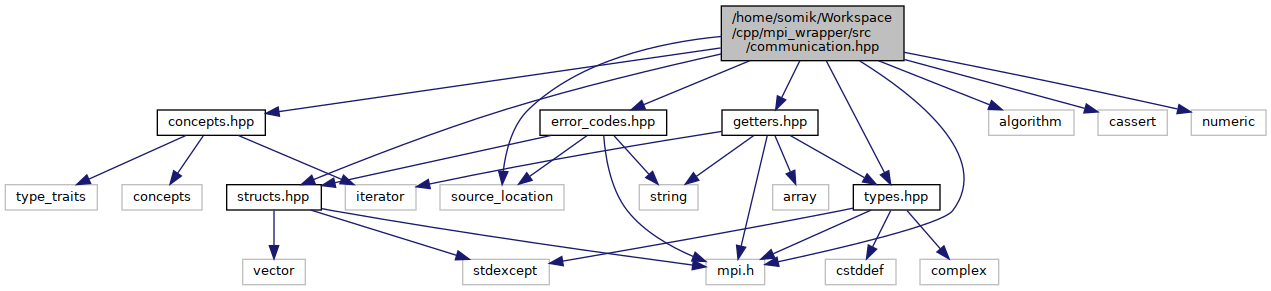 /home/somik/Workspace
/cpp/mpi_wrapper/src
/communication.hpp
concepts.hpp
error_codes.hpp
getters.hpp
algorithm
cassert
numeric
type_traits
concepts
structs.hpp
iterator
source_location
string
array
types.hpp
vector
stdexcept
mpi.h
cstddef
complex